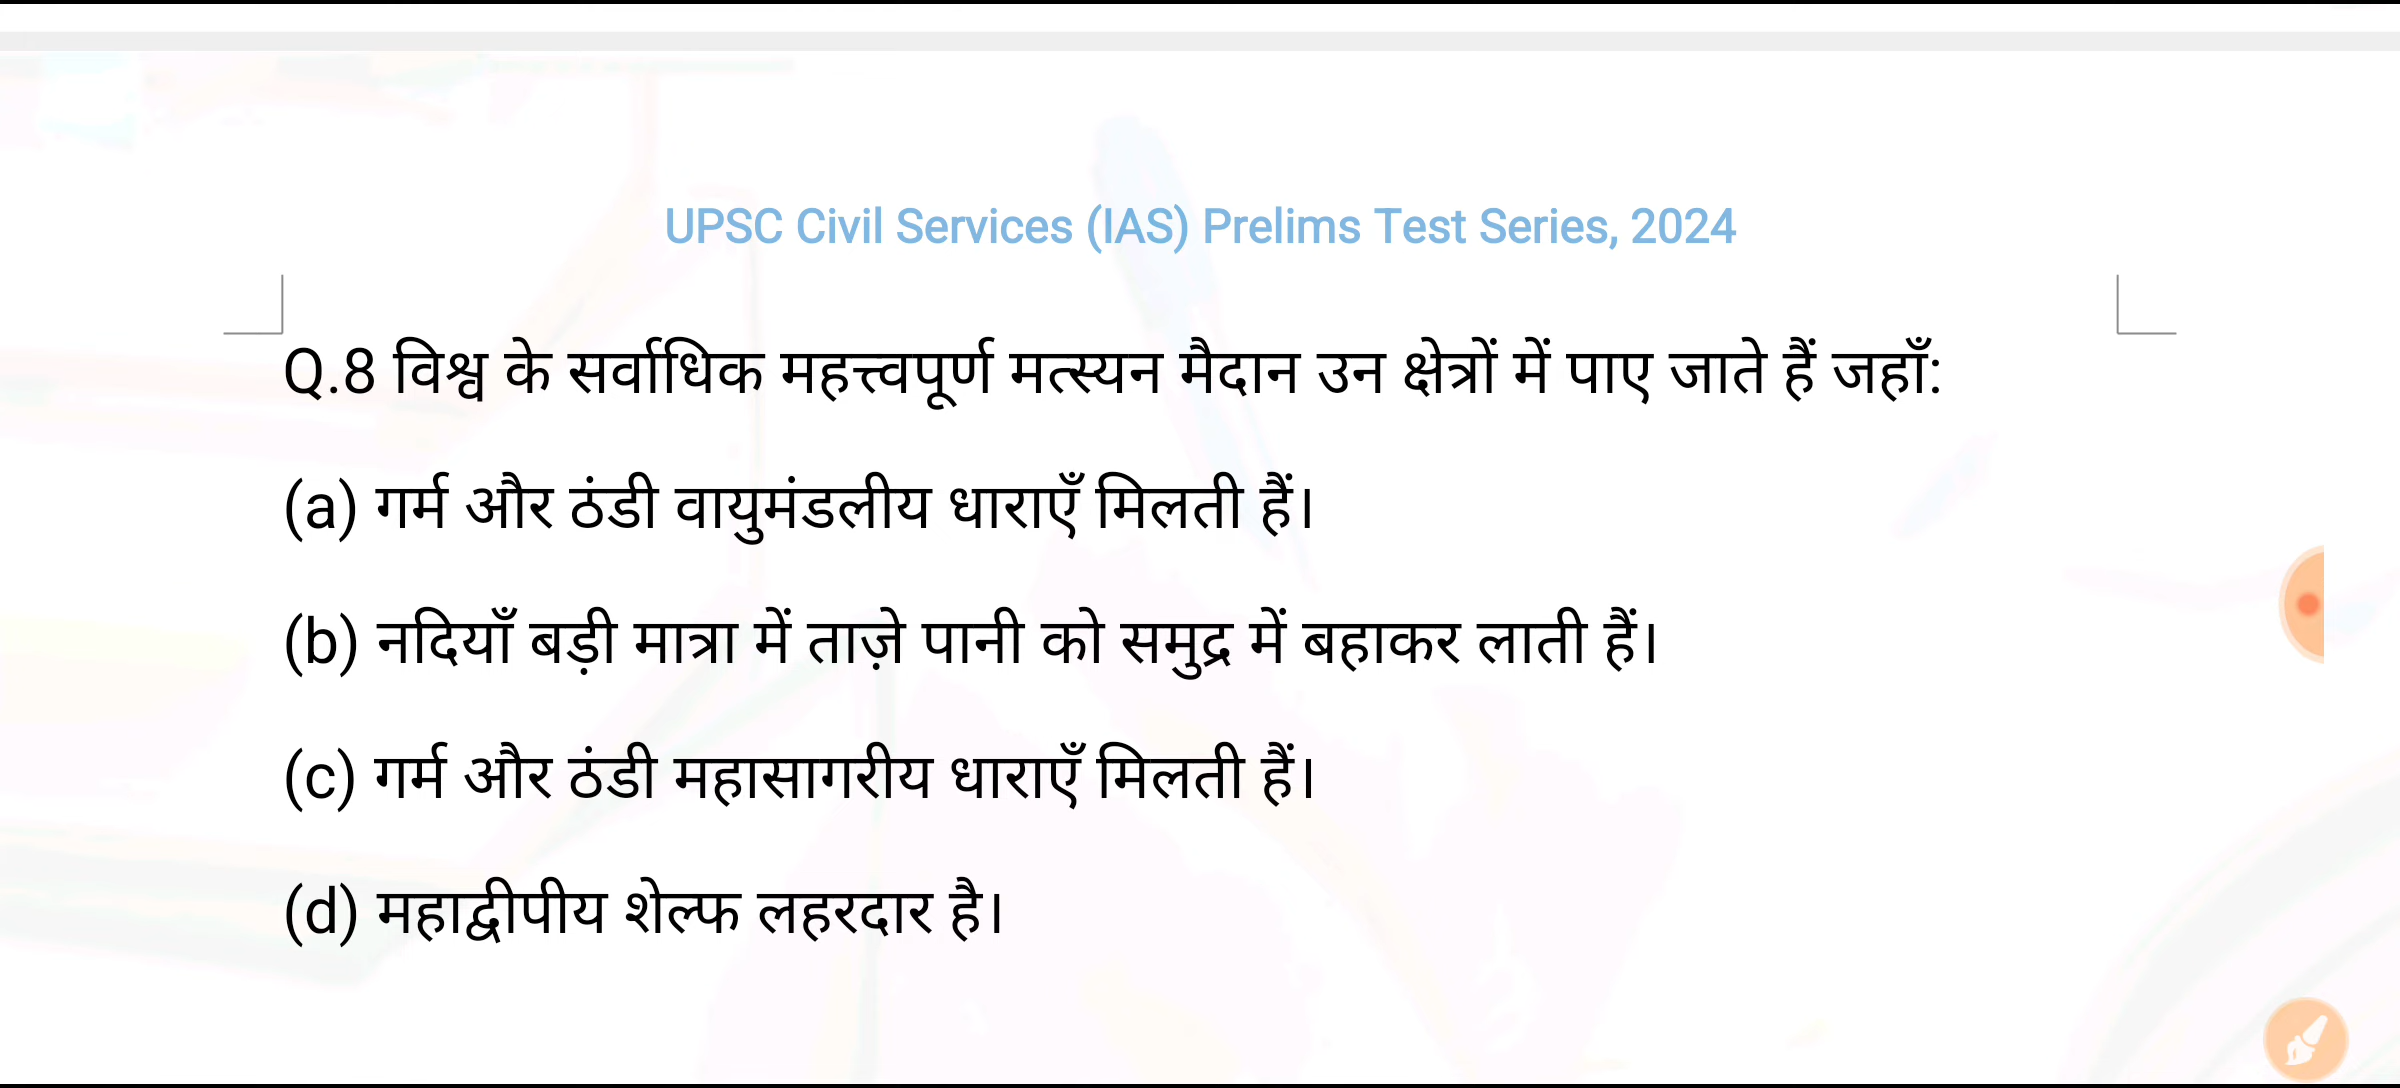 UPSC Civil Services (IAS) Prelims Test Series, 2024
Q.8 विश्व के सर्वाधिक महत्त्वपूर्ण मत्स्यन मैदान उन क्षेत्रों में पाए जाते हैं जहाँ:
(a) गर्म और ठंडी वायुमंडलीय धाराएँ मिलती हैं।
(b) नदियाँ बड़ी मात्रा में ताज़े पानी को समुद्र में बहाकर लाती हैं।
(c) गर्म और ठंडी महासागरीय धाराएँ मिलती हैं।
(d) महाद्वीपीय शेल्फ लहरदार है।